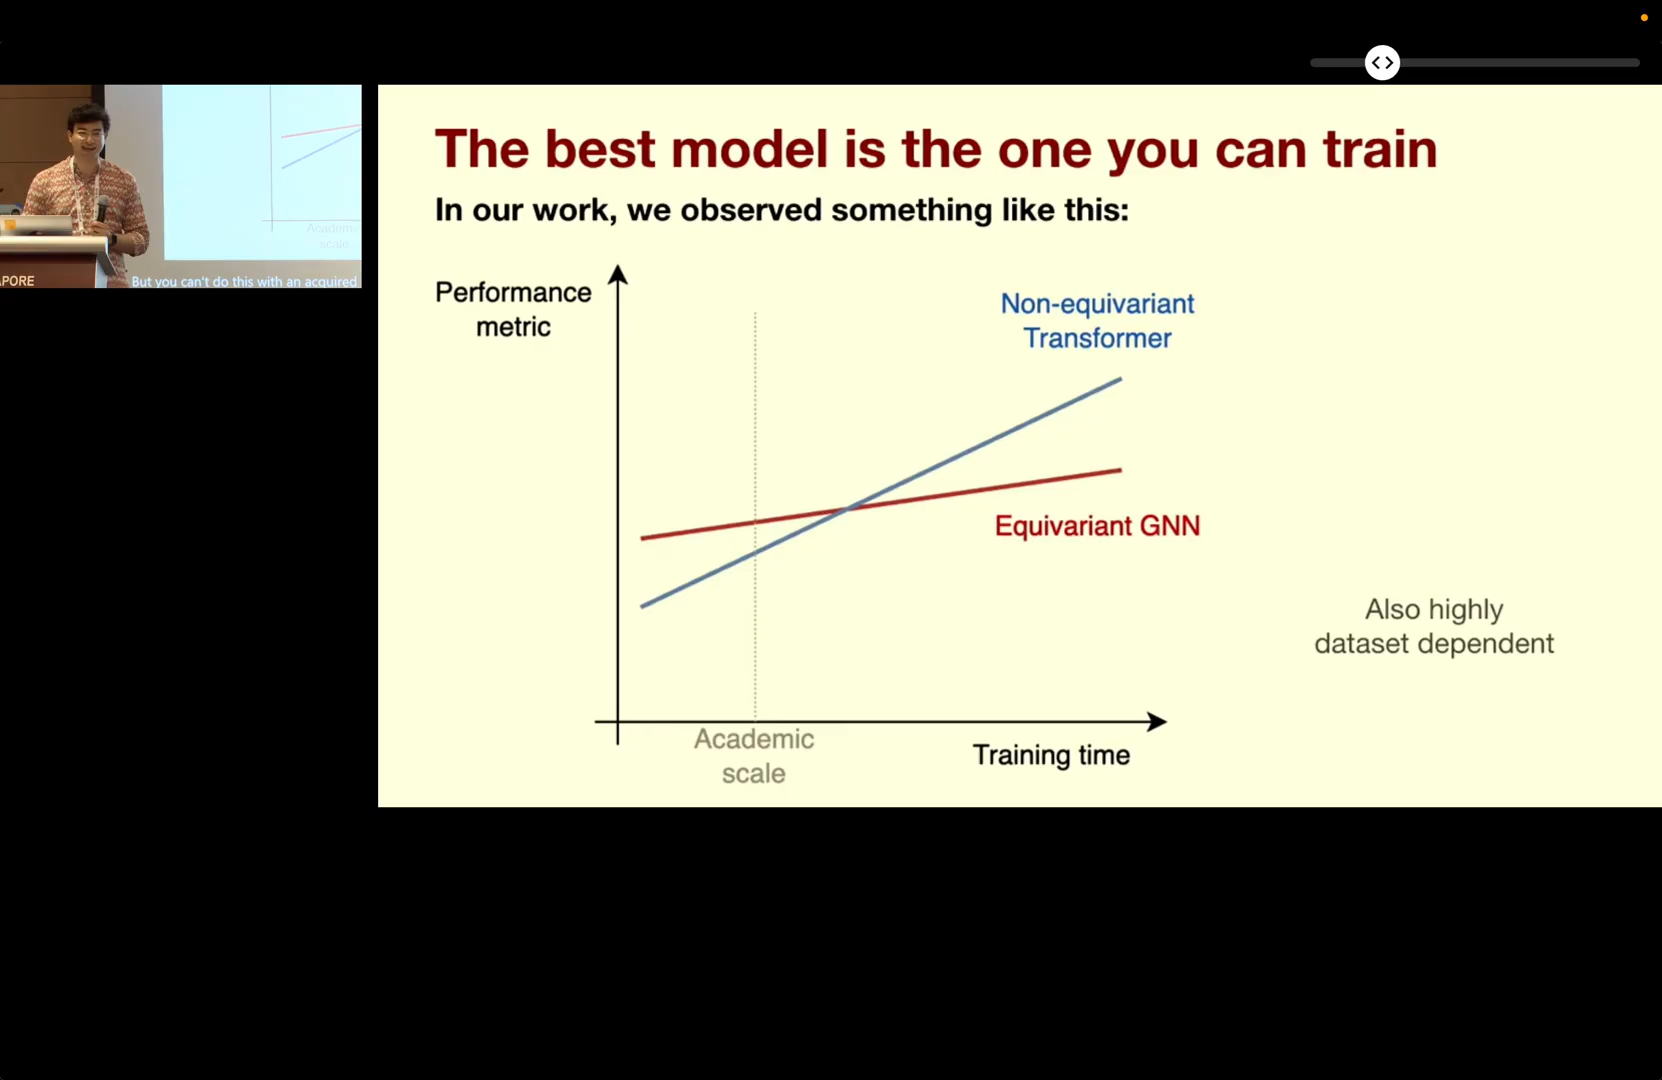 The best model is the one you can train
In our work, we observed something like this:
Performance
metric
Non-equivariant
Transformer
Equivariant GNN
Also highly
dataset dependent
Academic
scale
Training time
Academ
scale
PORE
But you can't do this with an acquired